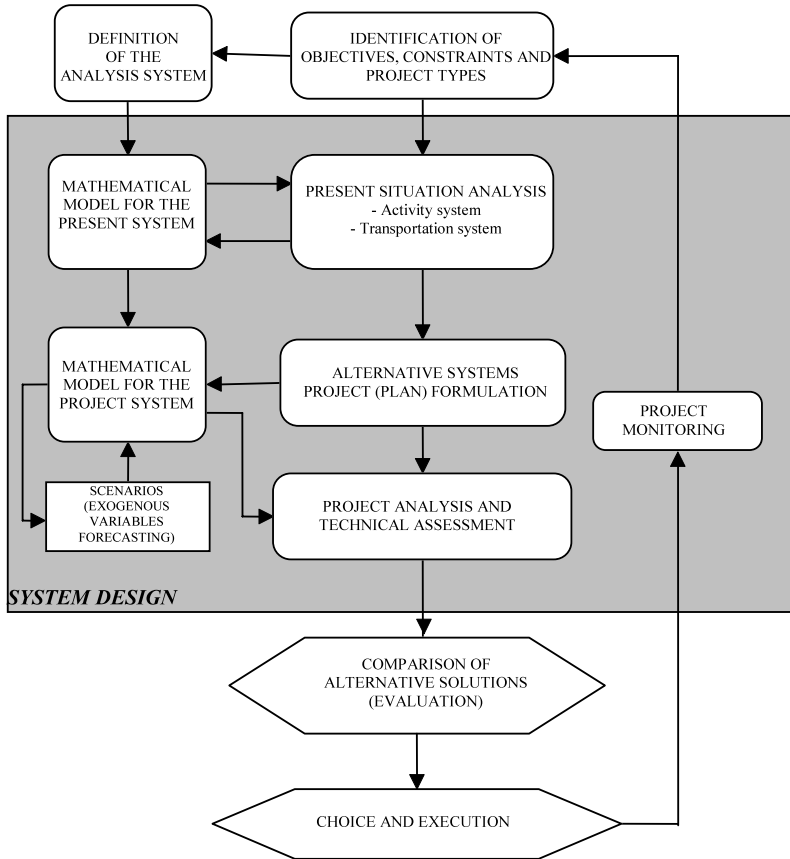 DEFINITION
OF THE
ANALYSIS SYSTEM
IDENTIFICATION OF
OBJECTIVES, CONSTRAINTS AND
PROJECT TYPES
MATHEMATICAL
MODEL FOR THE
PRESENT SYSTEM
PRESENT SITUATION ANALYSIS
- Activity system
- Transportation system
MATHEMATICAL
MODEL FOR THE
PROJECT SYSTEM
ALTERNATIVE SYSTEMS
PROJECT (PLAN) FORMULATION
PROJECT
MONITORING
SCENARIOS
(EXOGENOUS
VARIABLES
FORECASTING)
PROJECT ANALYSIS AND
TECHNICAL ASSESSMENT
SYSTEM DESIGN
COMPARISON OF
ALTERNATIVE SOLUTIONS
(EVALUATION)
CHOICE AND EXECUTION